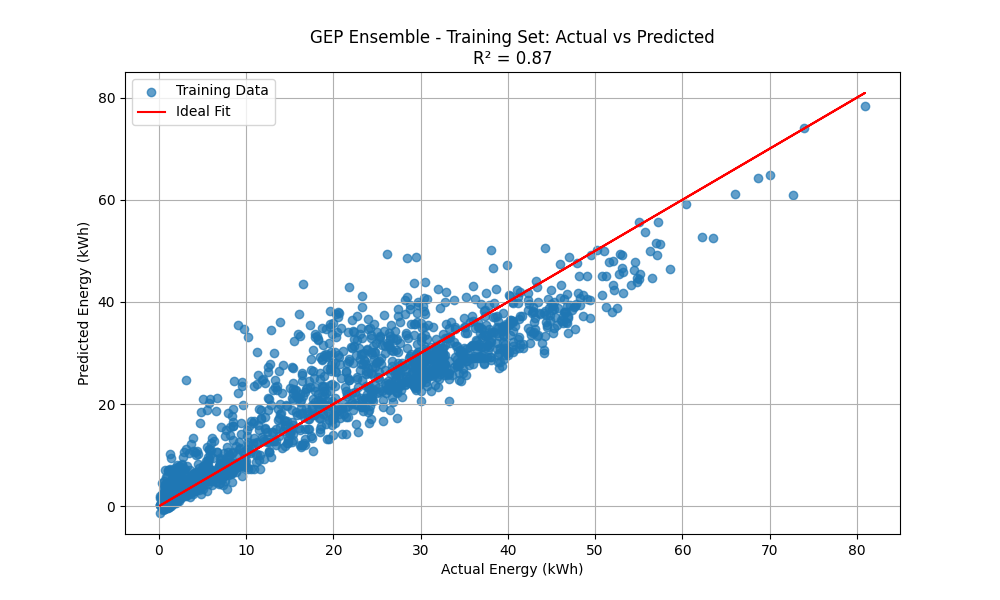 GEP Ensemble - Training Set: Actual vs Predicted
R² = 0.87
Training Data
Ideal Fit
Predicted Energy (kWh)
80
60
40
20
0
0 10 20 30 40 50 60 70 80
Actual Energy (kWh)